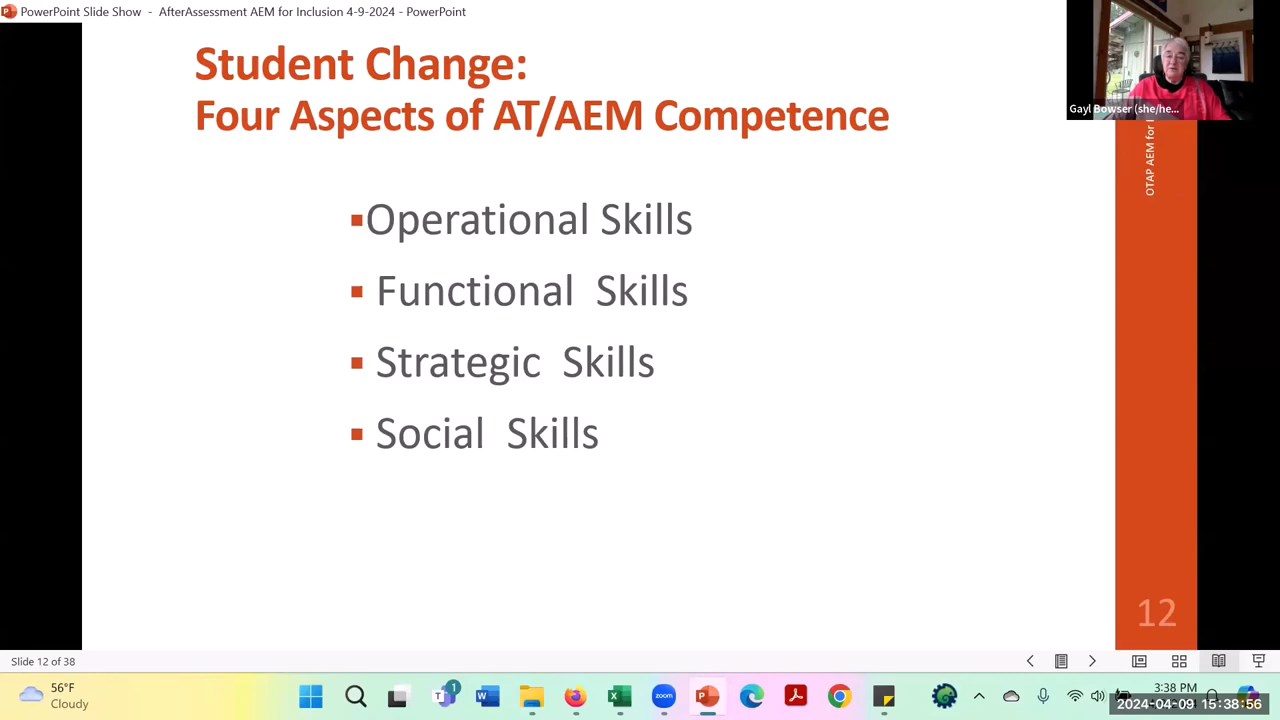 PowerPoint Slide Show - AfterAssessment AEM for Inclusion 4-9-2024 - PowerPoint
Student Change:
Four Aspects of AT/AEM Competence
Gayl Bowser (she/he...
OTAP AEM for
▪Operational Skills
▪ Functional Skills
▪ Strategic Skills
▪ Social Skills
12
Slide 12 of 38
56°F
Cloudy
1
zoom
3:38 PM
2024-04-09 15:38:56